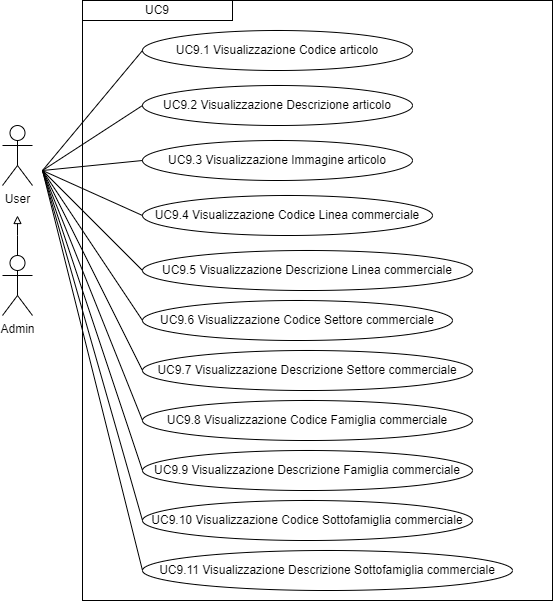 UC9
UC9.1 Visualizzazione Codice articolo
UC9.2 Visualizzazione Descrizione articolo
UC9.3 Visualizzazione Immagine articolo
User
UC9.4 Visualizzazione Codice Linea commerciale
UC9.5 Visualizzazione Descrizione Linea commerciale
UC9.6 Visualizzazione Codice Settore commerciale
Admin
UC9.7 Visualizzazione Descrizione Settore commerciale
UC9.8 Visualizzazione Codice Famiglia commerciale
UC9.9 Visualizzazione Descrizione Famiglia commerciale
UC9.10 Visualizzazione Codice Sottofamiglia commerciale
UC9.11 Visualizzazione Descrizione Sottofamiglia commerciale